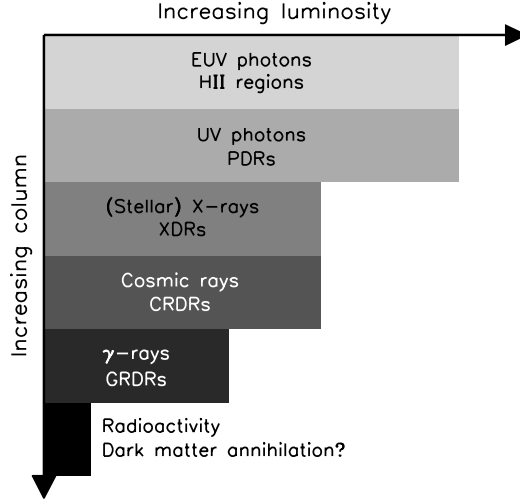 Increasing luminosity
EUV photons
HII regions
UV photons
PDRs
(Stellar) X-rays
XDRs
Cosmic rays
CRDRs
γ-rays
GRDRs
Radioactivity
Dark matter annihilation?
Increasing column